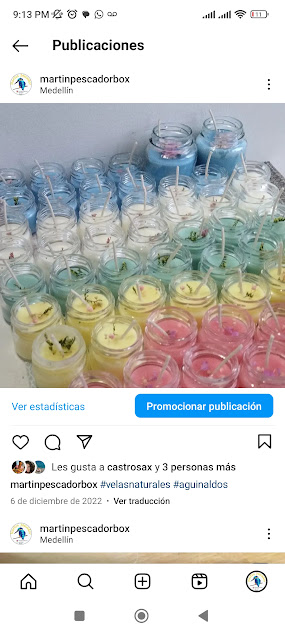 9:13 PM
11
Publicaciones
martinpescadorbox
Medellín
Ver estadísticas
Promocionar publicación
Les gusta a castrosax y 3 personas más
martinpescadorbox #velasnaturales #aguinaldos
6 de diciembre de 2022 • Ver traducción
martinpescadorbox
Medellín